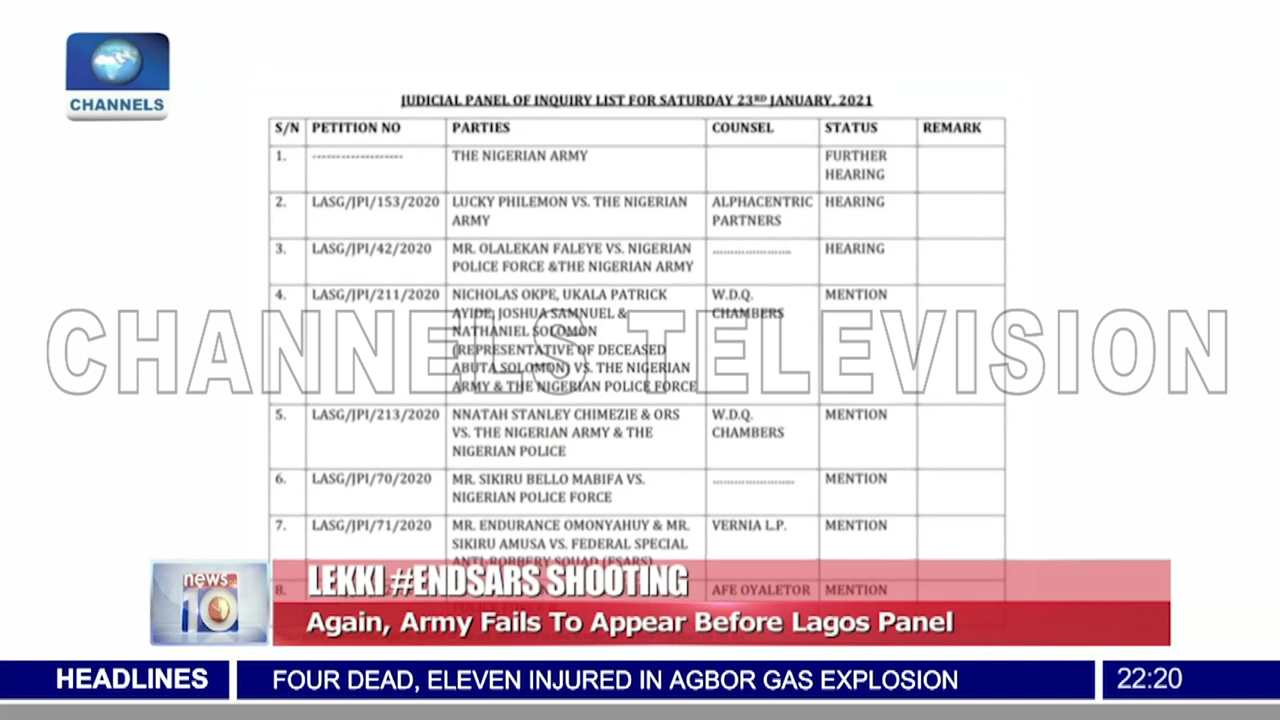 CHANNELS
JUDICIAL PANEL OF INQUIRY LIST FOR SATURDAY 23RD JANUARY, 2021
S/N PETITION NO PARTIES COUNSEL STATUS REMARK
1. -------------------- THE NIGERIAN ARMY FURTHER
HEARING
2. LASG/JPI/153/2020 LUCKY PHILEMON VS. THE NIGERIAN ALPHACENTRIC HEARING
ARMY PARTNERS
3. LASG/JPI/42/2020 MR. OLALEKAN FALEYE VS. NIGERIAN ...................... HEARING
POLICE FORCE &THE NIGERIAN ARMY
4. LASG/JPI/211/2020 NICHOLAS OKPE, UKALA PATRICK W.D.Q. MENTION
AYIDE, JOSHUA SAMNUEL & CHAMBERS
NATHANIEL SOLOMON
(REPRESENTATIVE OF DECEASED
ABUTA SOLOMON) VS. THE NIGERIAN
ARMY & THE NIGERIAN POLICE FORCE
CHANNELS TELEVISION
5. LASG/JPI/213/2020 NNATAH STANLEY CHIMEZIE & ORS W.D.Q. MENTION
VS. THE NIGERIAN ARMY & THE CHAMBERS
NIGERIAN POLICE
6. LASG/JPI/70/2020 MR. SIKIRU BELLO MABIFA VS. ...................... MENTION
NIGERIAN POLICE FORCE
7. LASG/JPI/71/2020 MR. ENDURANCE OMONYAHUY & MR. VERNIA L.P. MENTION
SIKIRU AMUSA VS. FEDERAL SPECIAL
ANTI-ROBBERY SQUAD (FSARS)
8. AFE OYALETOR MENTION
news
10
LEKKI #ENDSARS SHOOTING
Again, Army Fails To Appear Before Lagos Panel
HEADLINES FOUR DEAD, ELEVEN INJURED IN AGBOR GAS EXPLOSION 22:20